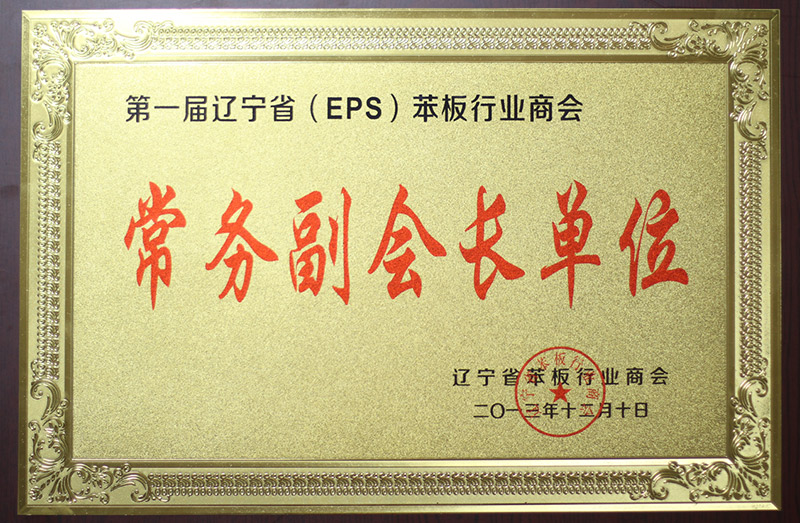 第一届辽宁省（EPS）苯板行业商会
常务副会长单位
辽宁省苯板行业商会
二〇一三年十二月十日